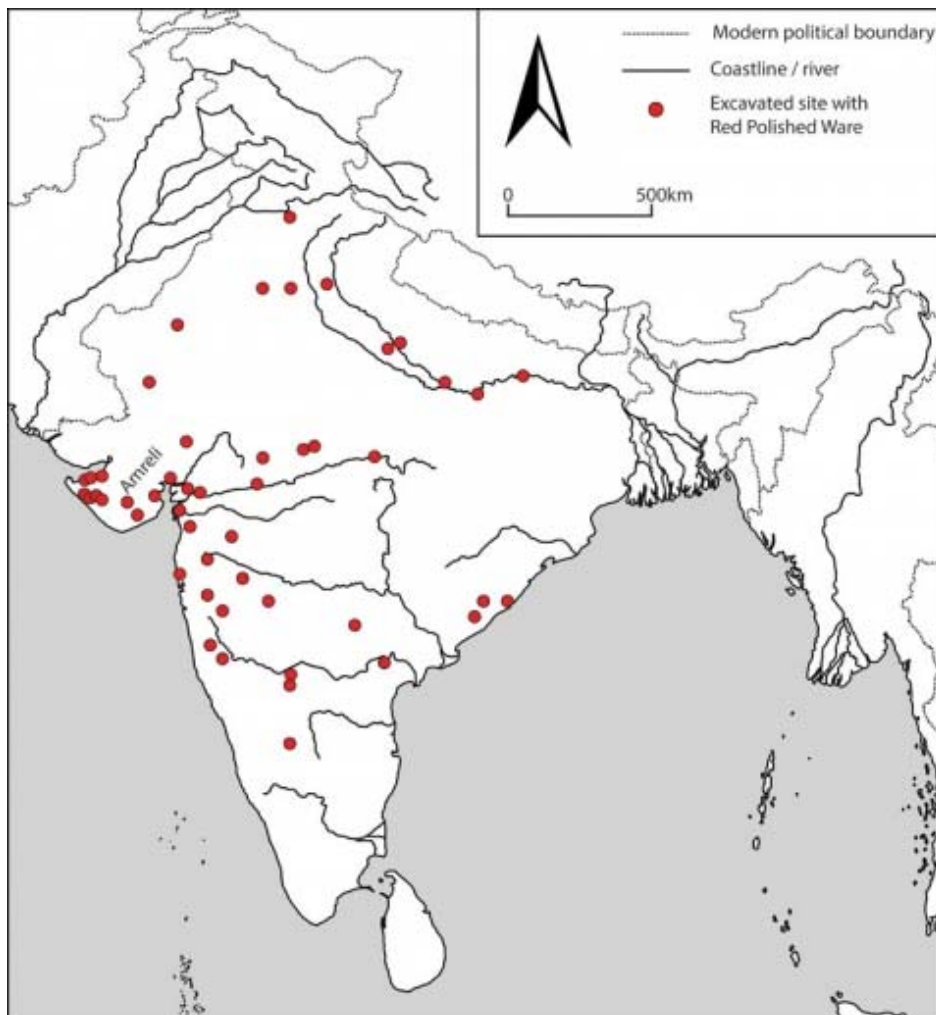 Modern political boundary
Coastline / river
Excavated site with
Red Polished Ware
0
500km
Amreli